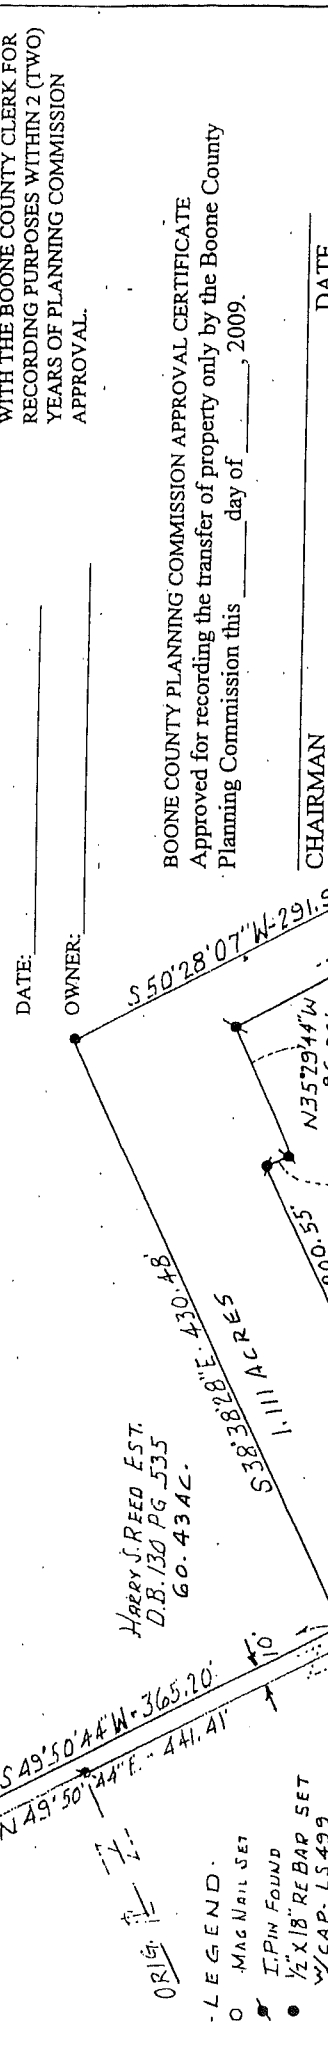 WITH THE BOONE COUNTY CLERK FOR
RECORDING PURPOSES WITHIN 2 (TWO)
YEARS OF PLANNING COMMISSION
APPROVAL.
DATE:
OWNER:
BOONE COUNTY PLANNING COMMISSION APPROVAL CERTIFICATE
Approved for recording the transfer of property only by the Boone County
Planning Commission this ______ day of ________, 2009.
CHAIRMAN DATE
S 50°28'07"W-291.
N35°29'44"W
S38°38'28"E. 430.48'
1.111 ACRES
HARRY J. REED EST.
D.B. 130 PG 535
60.43 AC.
S 49°50'44"W-365.20'
N 49°50'44"E - 441.41'
10'
ORIG.
-LEGEND-
MAG NAIL SET
I.PIN FOUND
1/2"X18" REBAR SET
W/CAP- LS499